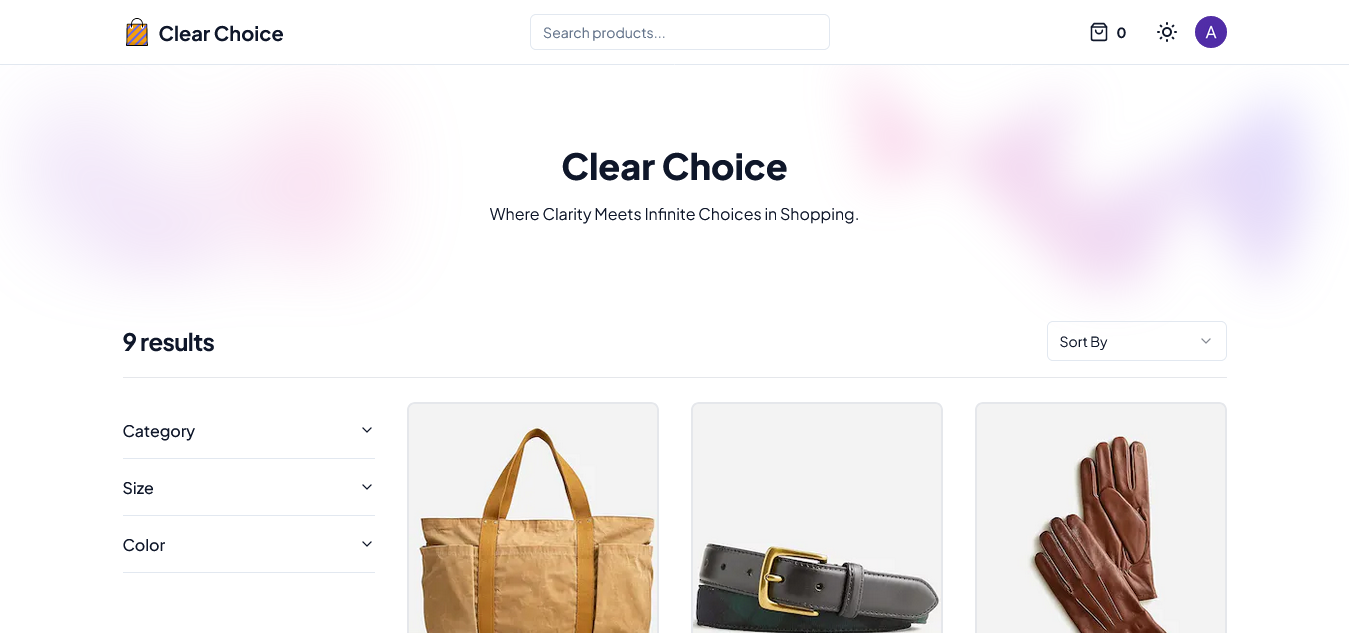 Clear Choice
Search products...
0
A
Clear Choice
Where Clarity Meets Infinite Choices in Shopping.
9 results
Sort By
Category
Size
Color